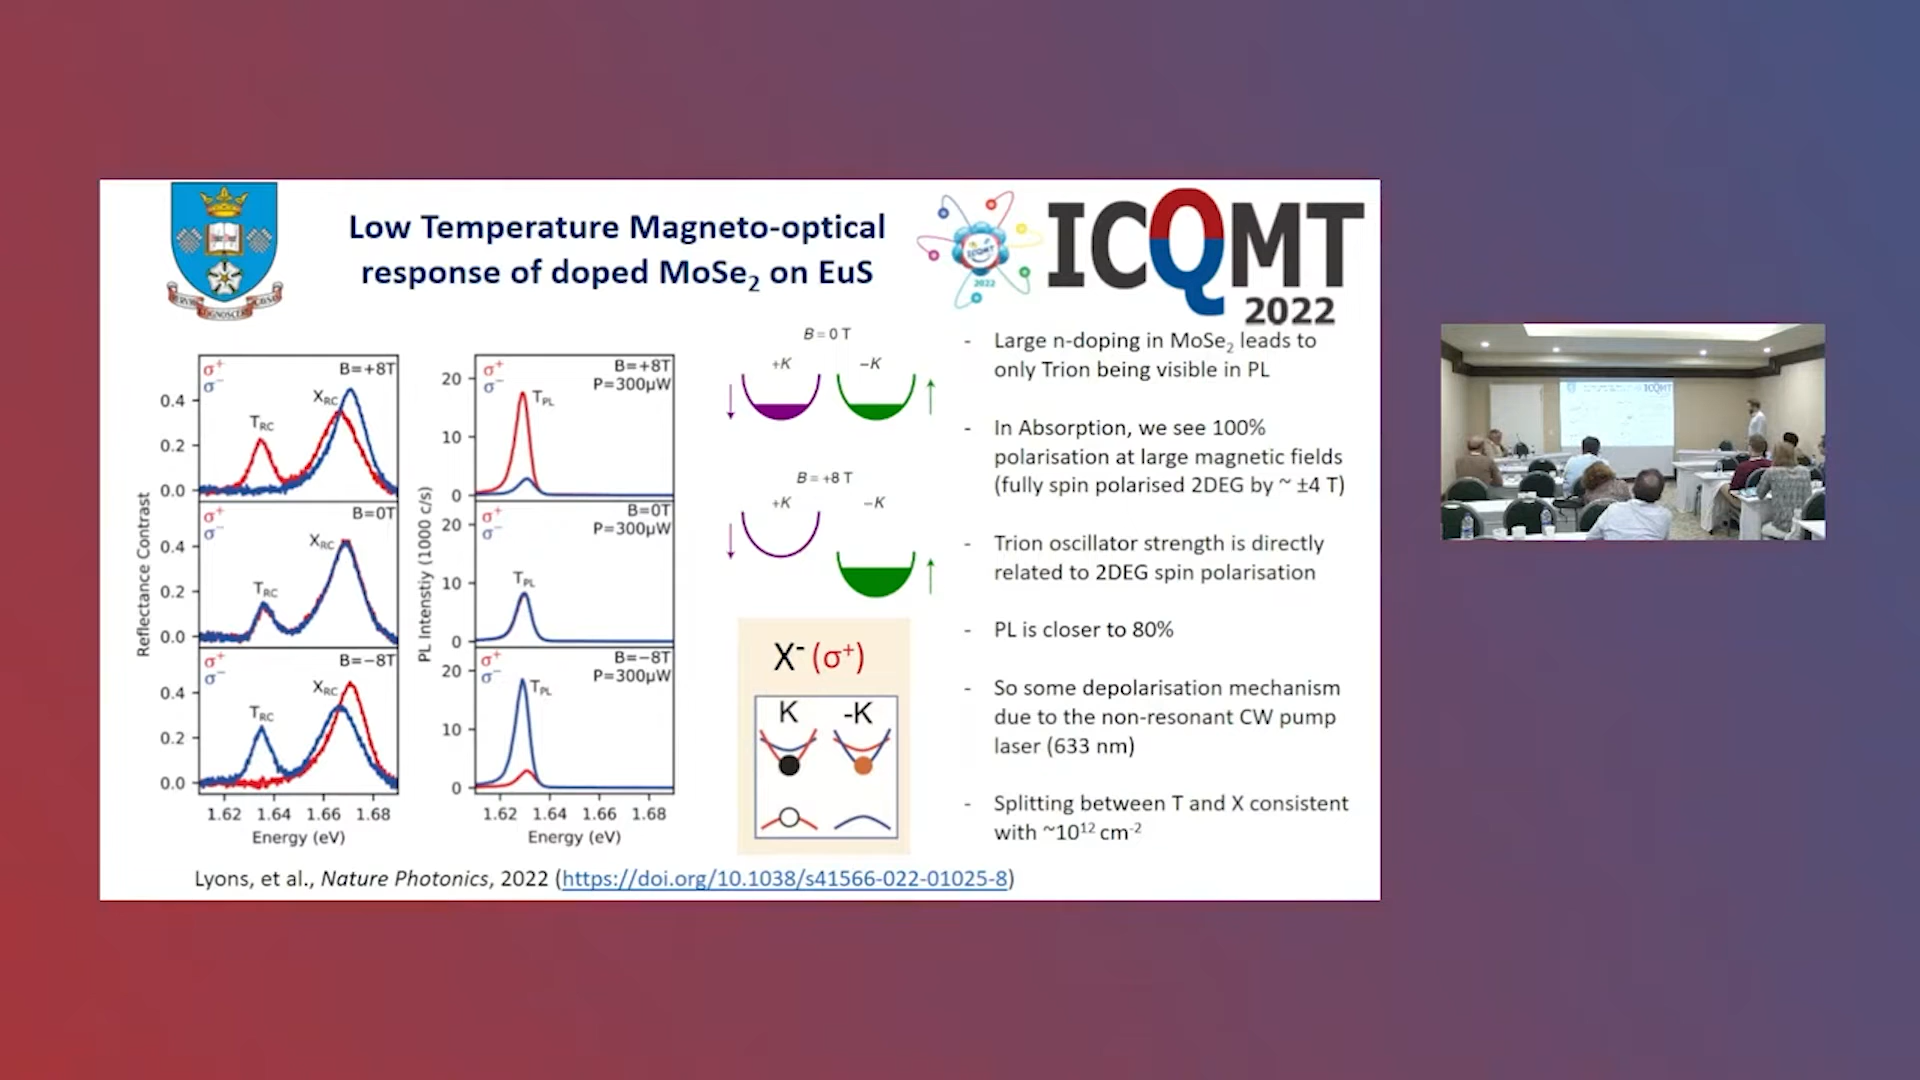 Low Temperature Magneto-optical
response of doped MoSe₂ on EuS
ICQMT
2022
ICQMT
2022
Reflectance Contrast
σ⁺
σ⁻
B=+8T
T_RC
X_RC
0.4
0.2
0.0
σ⁺
σ⁻
B=0T
T_RC
X_RC
0.4
0.2
0.0
σ⁺
σ⁻
B=−8T
T_RC
X_RC
0.4
0.2
0.0
1.62 1.64 1.66 1.68
Energy (eV)
PL Intenstiy (1000 c/s)
σ⁺
σ⁻
B=+8T
P=300μW
T_PL
20
10
0
σ⁺
σ⁻
B=0T
P=300μW
T_PL
20
10
0
σ⁺
σ⁻
B=−8T
P=300μW
T_PL
20
10
0
1.62 1.64 1.66 1.68
Energy (eV)
B = 0 T
+K −K
B = +8 T
+K −K
X⁻ (σ⁺)
K -K
- Large n-doping in MoSe₂ leads to
only Trion being visible in PL
- In Absorption, we see 100%
polarisation at large magnetic fields
(fully spin polarised 2DEG by ~ ±4 T)
- Trion oscillator strength is directly
related to 2DEG spin polarisation
- PL is closer to 80%
- So some depolarisation mechanism
due to the non-resonant CW pump
laser (633 nm)
- Splitting between T and X consistent
with ~10¹² cm⁻²
Lyons, et al., Nature Photonics, 2022 (https://doi.org/10.1038/s41566-022-01025-8)
ICQMT